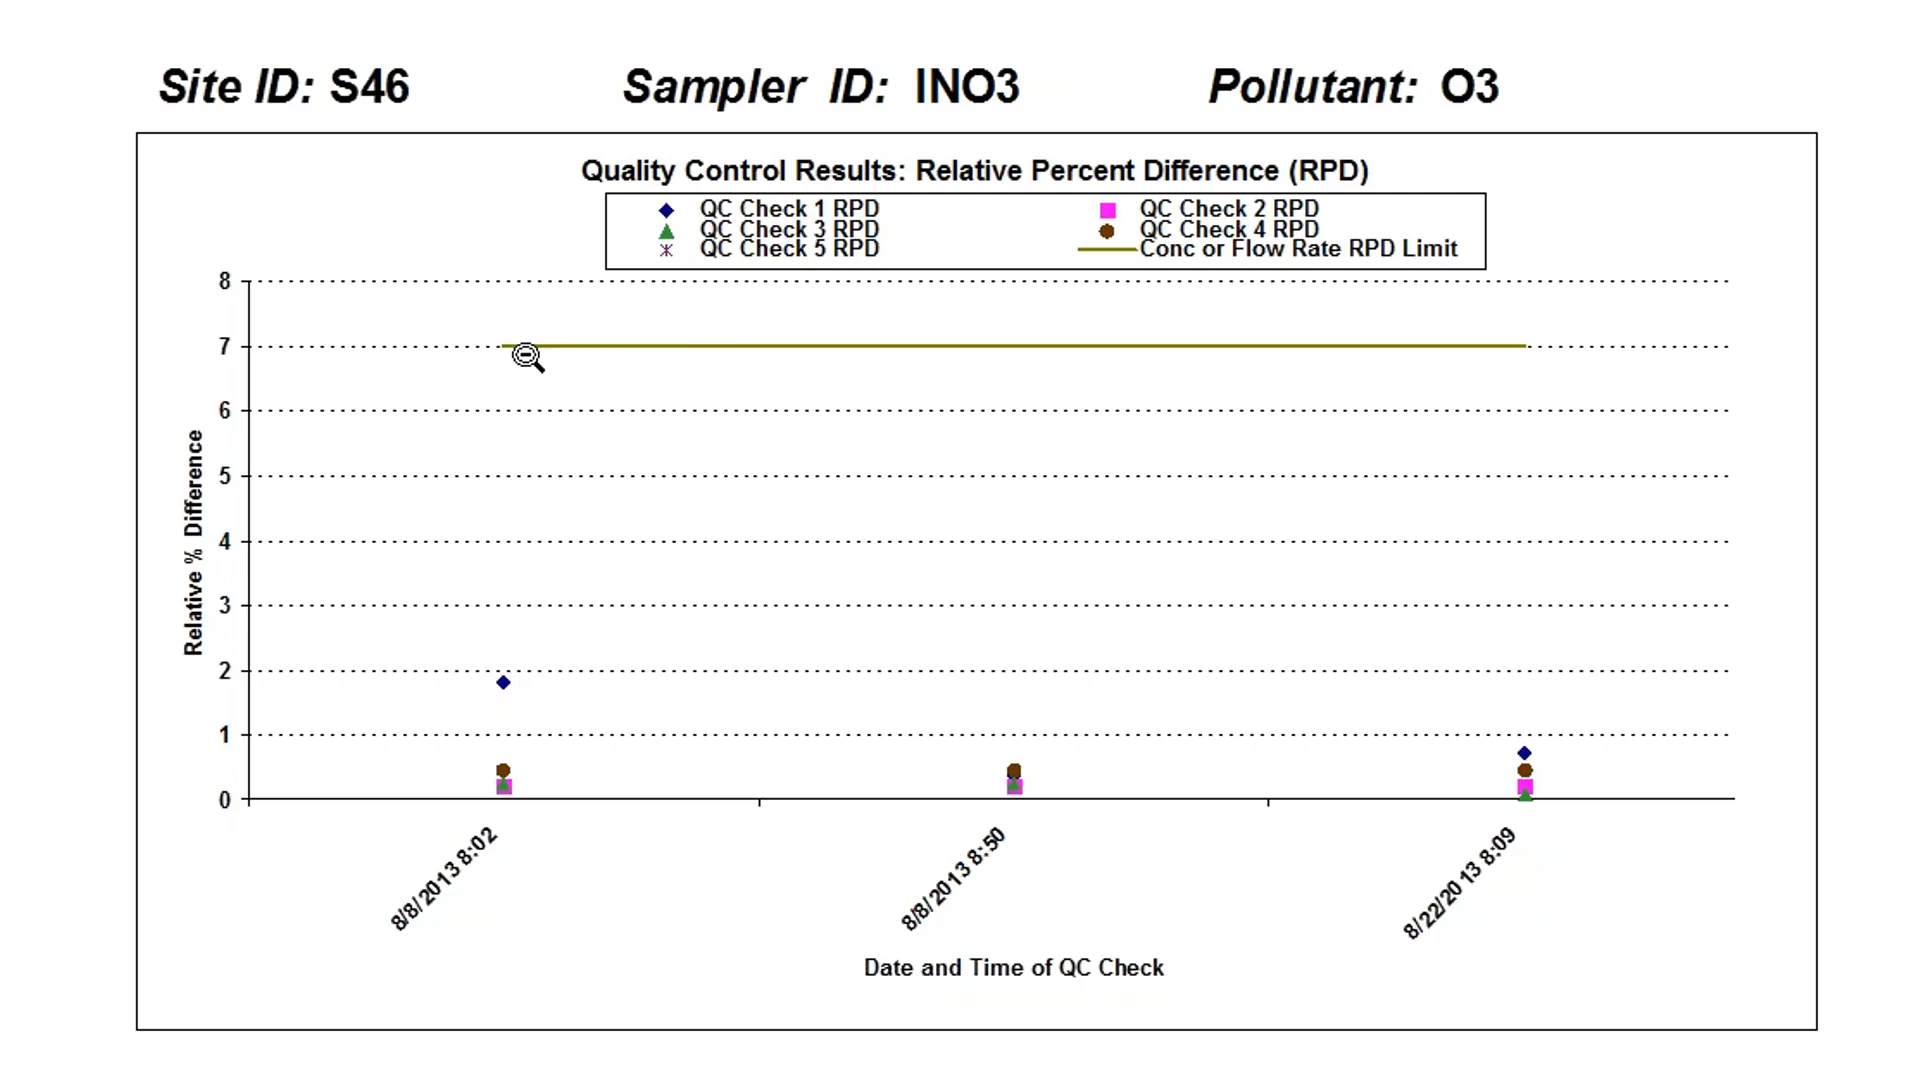 Site ID: S46 Sampler ID: INO3 Pollutant: O3
Quality Control Results: Relative Percent Difference (RPD)
QC Check 1 RPD QC Check 2 RPD
QC Check 3 RPD QC Check 4 RPD
QC Check 5 RPD Conc or Flow Rate RPD Limit
8
7
6
5
4
3
2
1
0
Relative % Difference
8/8/2013 8:02 8/8/2013 8:50 8/22/2013 8:09
Date and Time of QC Check